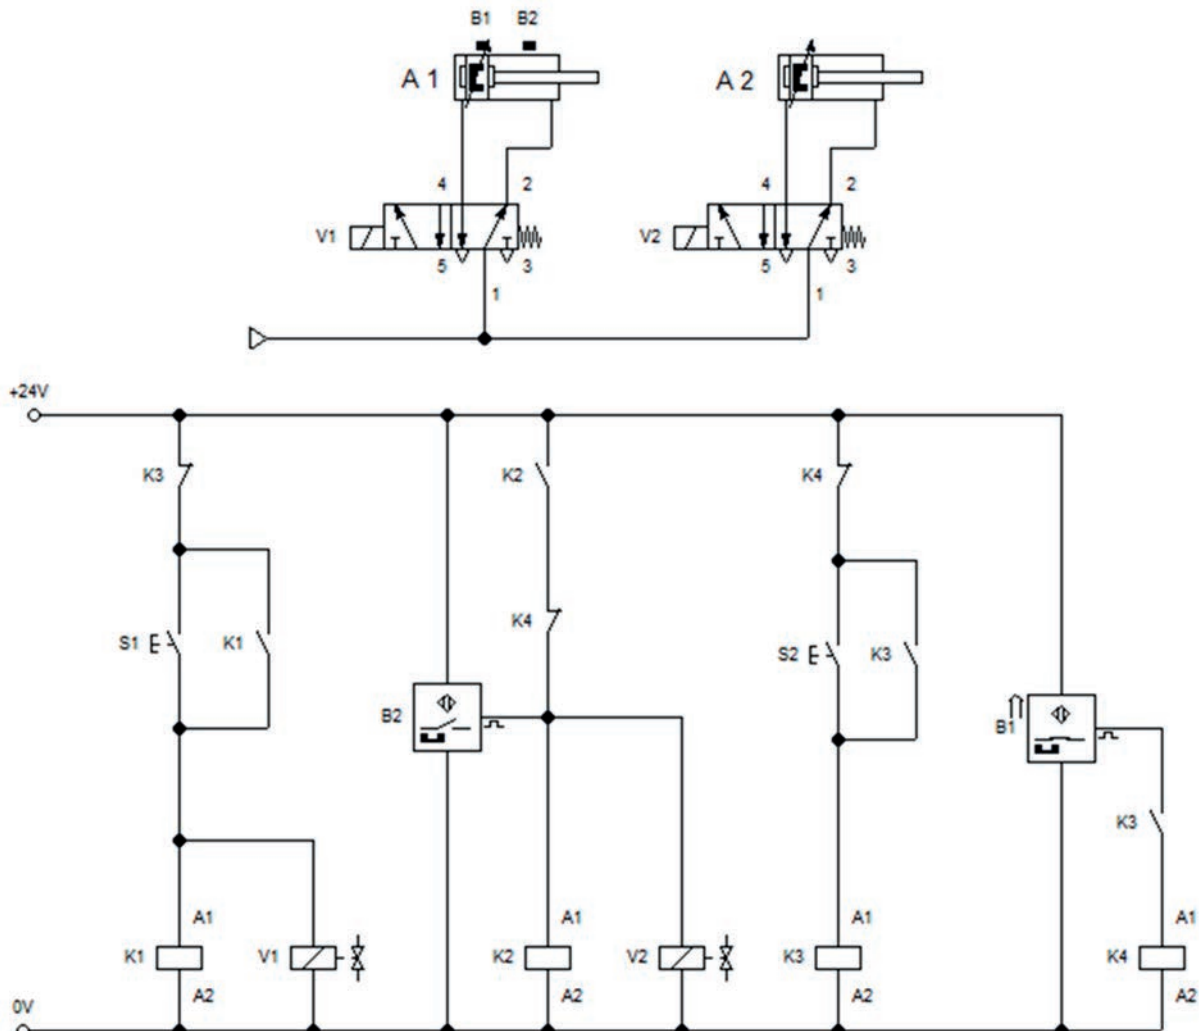 B1 B2
A 1 A 2
4 2 4 2
V1 V2
5 3 5 3
1 1
+24V
K3 K2 K4
S1 K1 K4 S2 K3
B2 B1
K3
A1 A1 A1 A1
K1 V1 K2 V2 K3 K4
A2 A2 A2 A2
0V